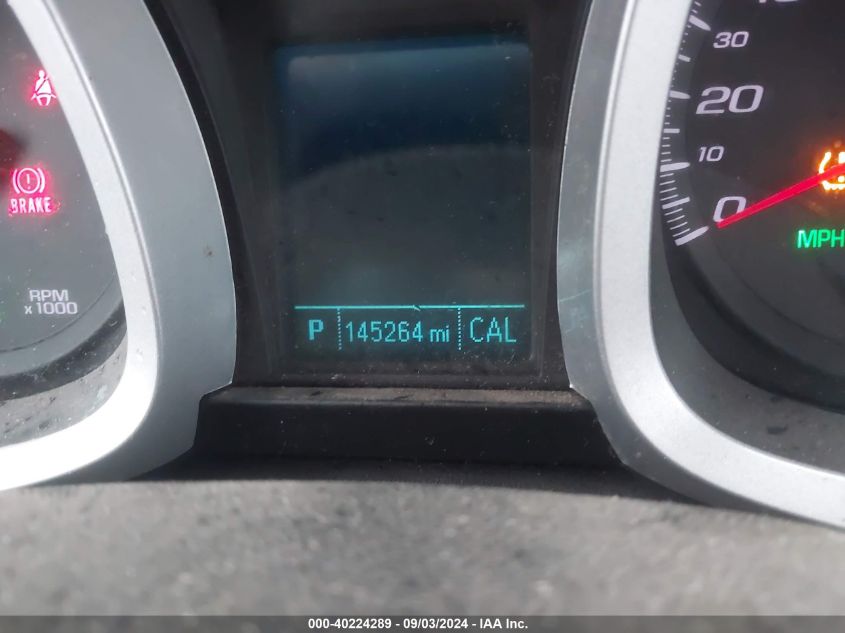 30
20
10
0
BRAKE
MPH
RPM
x1000
P 145264 mi CAL
000-40224289 - 09/03/2024 - IAA Inc.